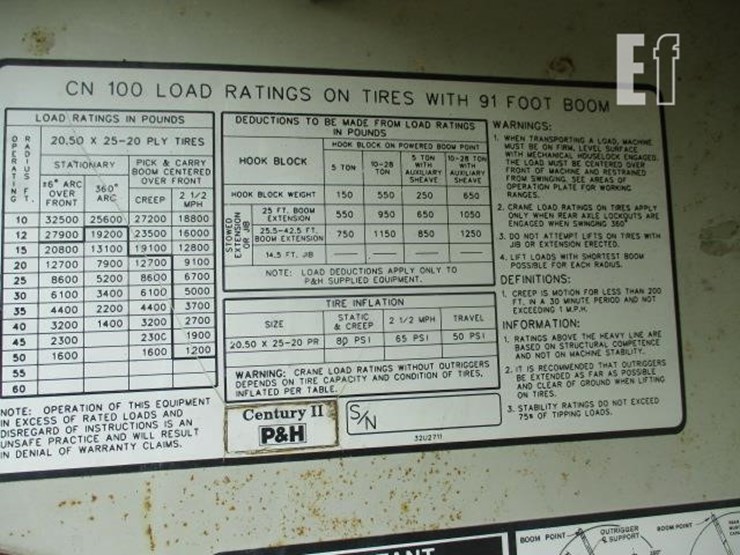 Ef
CN 100 LOAD RATINGS ON TIRES WITH 91 FOOT BOOM
LOAD RATINGS IN POUNDS
OPERATING RADIUS FT.
20.50 X 25-20 PLY TIRES
STATIONARY
PICK & CARRY BOOM CENTERED OVER FRONT
±6° ARC OVER FRONT
360° ARC
CREEP
2 1/2 MPH
10 32500 25600 27200 18800
12 27900 19200 23500 16000
15 20800 13100 19100 12800
20 12700 7900 12700 9100
25 8600 5200 8600 6700
30 6100 3400 6100 5000
35 4400 2200 4400 3700
40 3200 1400 3200 2700
45 2300 2300 1900
50 1600 1600 1200
55
60
NOTE: OPERATION OF THIS EQUIPMENT
IN EXCESS OF RATED LOADS AND
DISREGARD OF INSTRUCTIONS IS AN
UNSAFE PRACTICE AND WILL RESULT
IN DENIAL OF WARRANTY CLAIMS.
DEDUCTIONS TO BE MADE FROM LOAD RATINGS
IN POUNDS
HOOK BLOCK
HOOK BLOCK ON POWERED BOOM POINT
5 TON
10-28 TON
5 TON WITH AUXILIARY SHEAVE
10-28 TON WITH AUXILIARY SHEAVE
HOOK BLOCK WEIGHT 150 550 250 650
STOWED EXTENSION OR JIB
25 FT. BOOM EXTENSION 550 950 650 1050
25.5-42.5 FT. BOOM EXTENSION 750 1150 850 1250
14.5 FT. JIB — — — —
NOTE: LOAD DEDUCTIONS APPLY ONLY TO
P&H SUPPLIED EQUIPMENT.
TIRE INFLATION
SIZE
STATIC & CREEP
2 1/2 MPH
TRAVEL
20.50 X 25-20 PR 80 PSI 65 PSI 50 PSI
WARNING: CRANE LOAD RATINGS WITHOUT OUTRIGGERS
DEPENDS ON TIRE CAPACITY AND CONDITION OF TIRES,
INFLATED PER TABLE.
Century II
P&H
S/N
32U2711
WARNINGS:
1. WHEN TRANSPORTING A LOAD, MACHINE
MUST BE ON FIRM, LEVEL SURFACE
WITH MECHANICAL HOUSELOCK ENGAGED.
THE LOAD MUST BE CENTERED OVER
FRONT OF MACHINE AND RESTRAINED
FROM SWINGING. SEE AREAS OF
OPERATION PLATE FOR WORKING
RANGES.
2. CRANE LOAD RATINGS ON TIRES APPLY
ONLY WHEN REAR AXLE LOCKOUTS ARE
ENGAGED WHEN SWINGING 360°
3. DO NOT ATTEMPT LIFTS ON TIRES WITH
JIB OR EXTENSION ERECTED.
4. LIFT LOADS WITH SHORTEST BOOM
POSSIBLE FOR EACH RADIUS.
DEFINITIONS:
1. CREEP IS MOTION FOR LESS THAN 200
FT. IN A 30 MINUTE PERIOD AND NOT
EXCEEDING 1 M.P.H.
INFORMATION:
1. RATINGS ABOVE THE HEAVY LINE ARE
BASED ON STRUCTURAL COMPETENCE
AND NOT ON MACHINE STABILITY.
2. IT IS RECOMMENDED THAT OUTRIGGERS
BE EXTENDED AS FAR AS POSSIBLE
AND CLEAR OF GROUND WHEN LIFTING
ON TIRES.
3. STABILITY RATINGS DO NOT EXCEED
75% OF TIPPING LOADS.
BOOM POINT
OUTRIGGER & SUPPORT
BOOM POINT